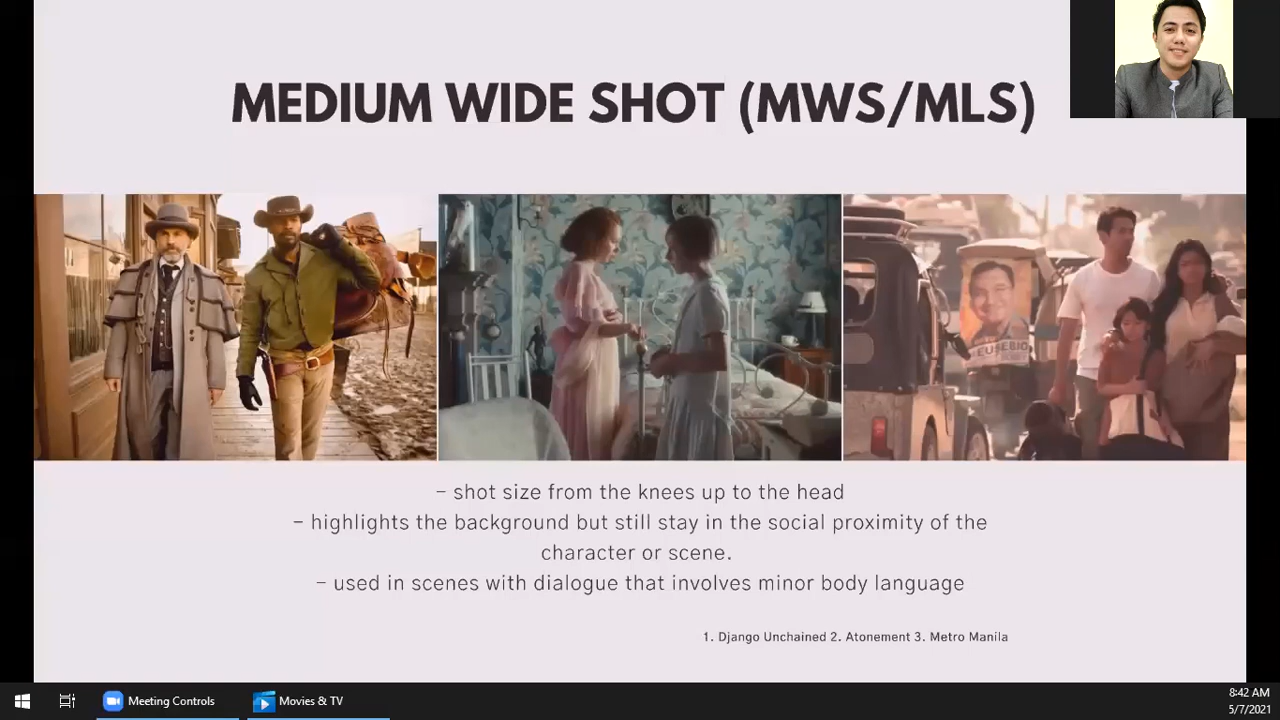 MEDIUM WIDE SHOT (MWS/MLS)
EUSEBIO
– shot size from the knees up to the head
– highlights the background but still stay in the social proximity of the
character or scene.
– used in scenes with dialogue that involves minor body language
1. Django Unchained 2. Atonement 3. Metro Manila
Meeting Controls
Movies & TV
8:42 AM
5/7/2021